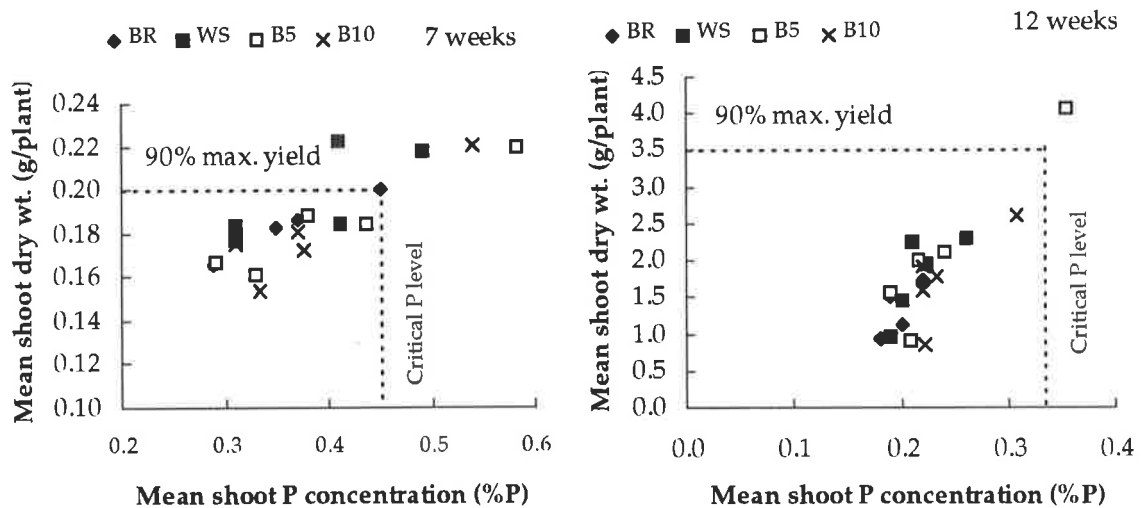 BR WS B5 B10 7 weeks
Mean shoot dry wt. (g/plant)
0.24
0.22
0.20
0.18
0.16
0.14
0.12
0.10
90% max. yield
Critical P level
0.2 0.3 0.4 0.5 0.6
Mean shoot P concentration (%P)
BR WS B5 B10 12 weeks
Mean shoot dry wt. (g/plant)
4.5
4.0
3.5
3.0
2.5
2.0
1.5
1.0
0.5
0.0
90% max. yield
Critical P level
0.0 0.1 0.2 0.3 0.4
Mean shoot P concentration (%P)